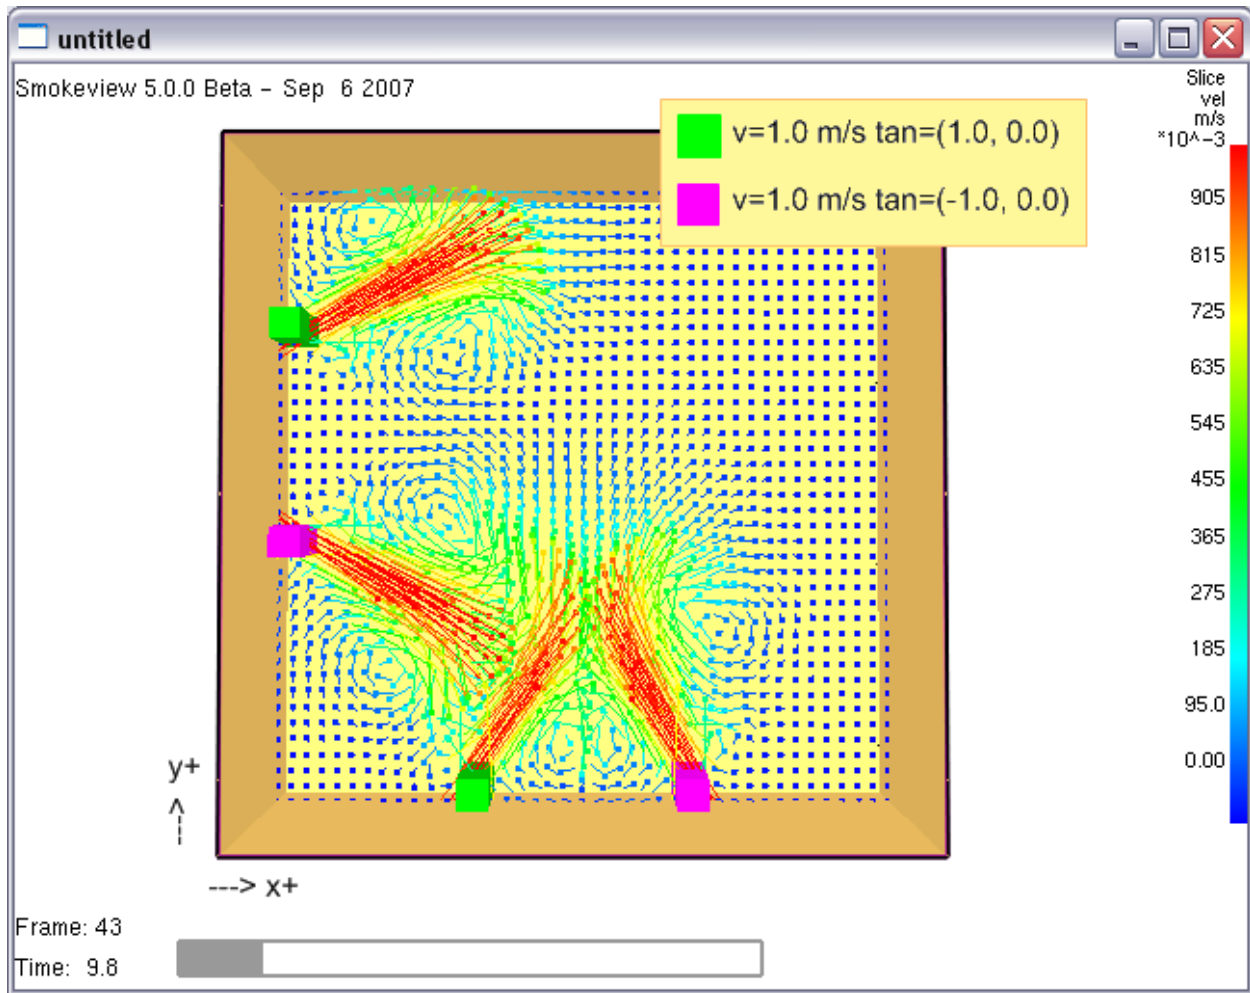 untitled
Smokeview 5.0.0 Beta – Sep 6 2007
Slice
vel
m/s
*10^-3
v=1.0 m/s tan=(1.0, 0.0)
v=1.0 m/s tan=(-1.0, 0.0)
905
815
725
635
545
455
365
275
185
95.0
0.00
y+
<---
---> x+
Frame: 43
Time: 9.8